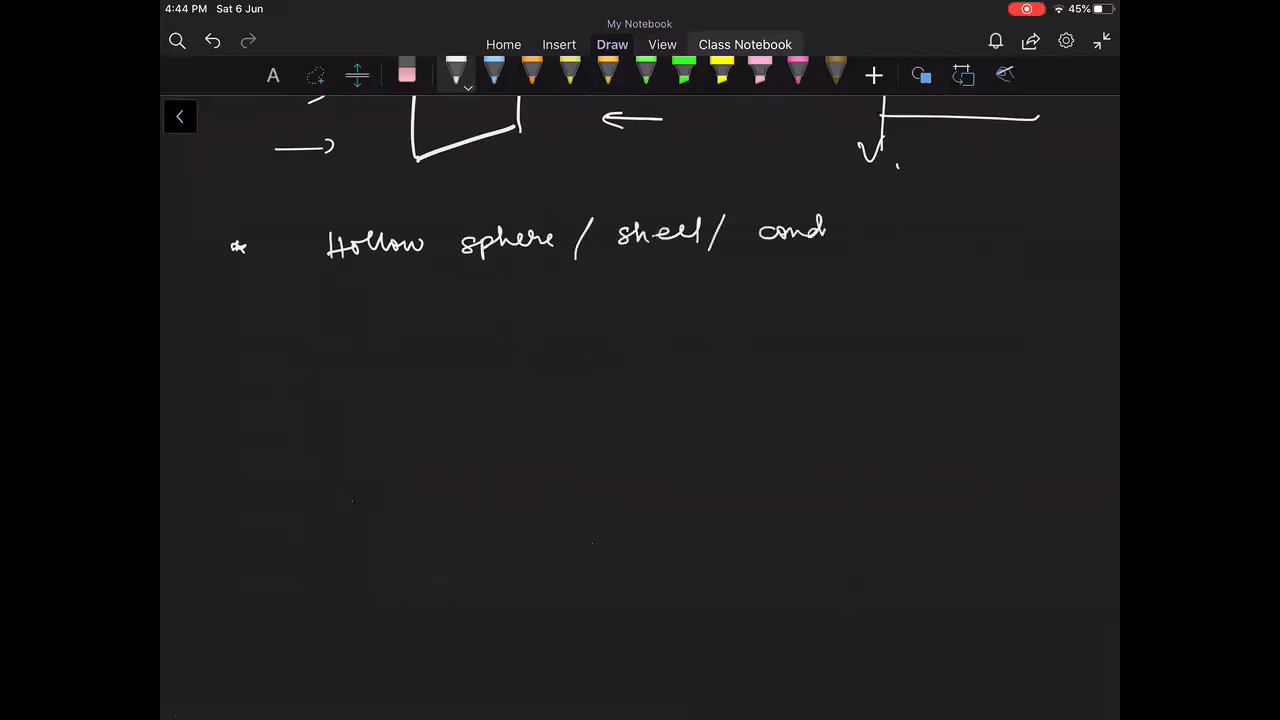 4:44 PM Sat 6 Jun
45%
My Notebook
Home Insert Draw View Class Notebook
A
* Hollow sphere / shell / cond